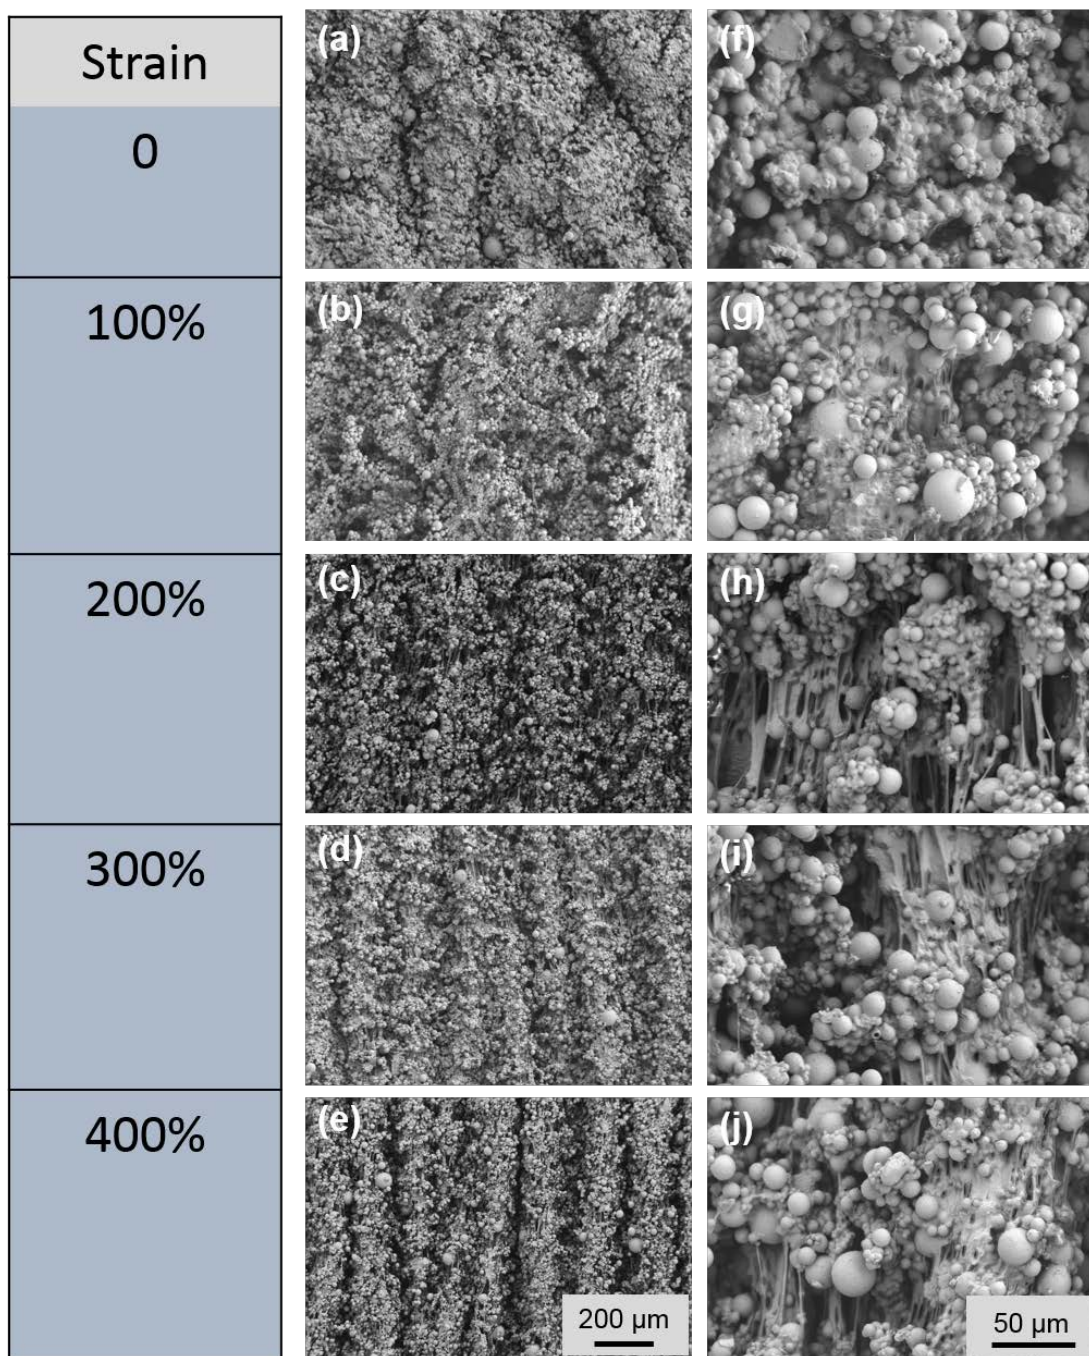 Strain
0
(a)
(f)
100%
(b)
(g)
200%
(c)
(h)
300%
(d)
(i)
400%
(e)
(j)
200 µm
50 µm